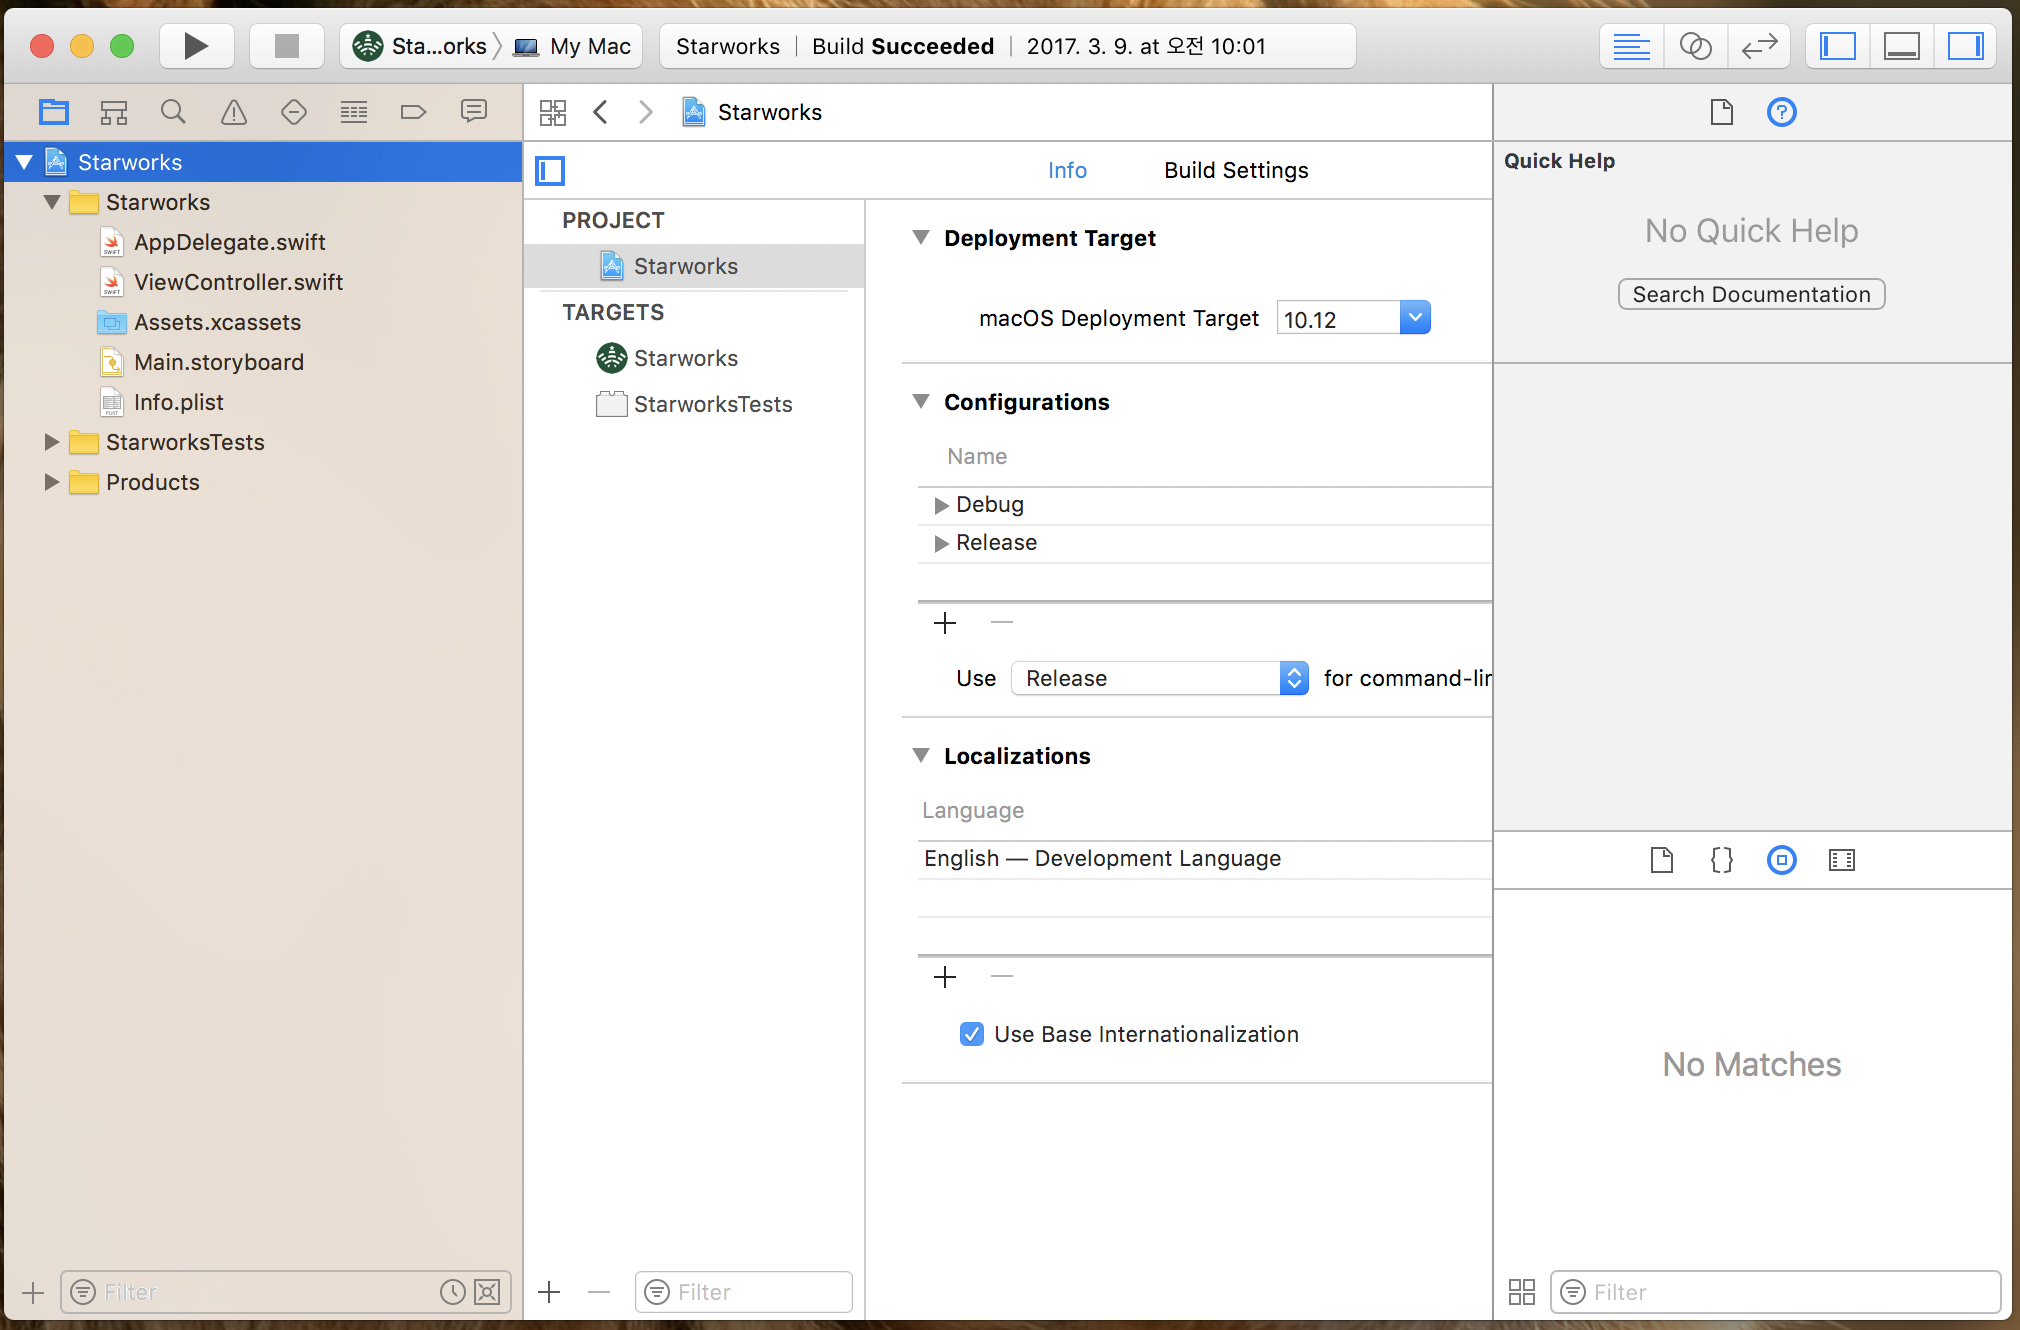 Sta...orks My Mac Starworks Build Succeeded 2017. 3. 9. at 오전 10:01
Starworks
Starworks
AppDelegate.swift
ViewController.swift
Assets.xcassets
Main.storyboard
Info.plist
StarworksTests
Products
Filter
Starworks
Info Build Settings
PROJECT
Starworks
TARGETS
Starworks
StarworksTests
Filter
Deployment Target
macOS Deployment Target 10.12
Configurations
Name
Debug
Release
Use Release for command-lin
Localizations
Language
English — Development Language
Use Base Internationalization
Quick Help
No Quick Help
Search Documentation
No Matches
Filter